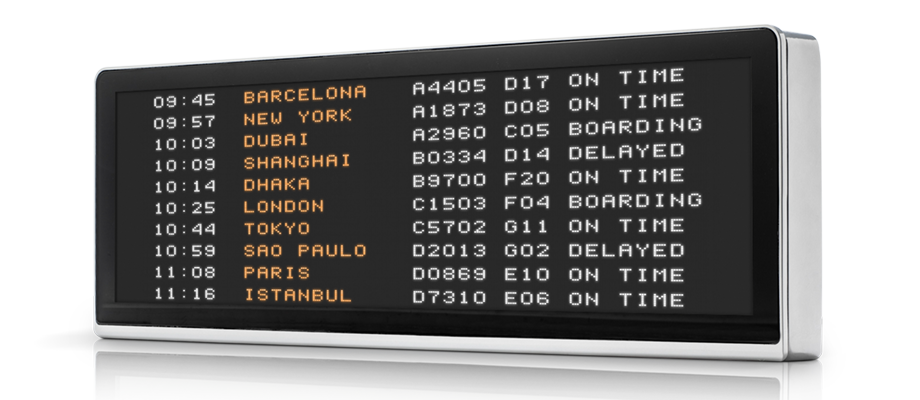 09:45 BARCELONA A4405 D17 ON TIME
09:57 NEW YORK A1873 D08 ON TIME
10:03 DUBAI A2960 C05 BOARDING
10:09 SHANGHAI B0334 D14 DELAYED
10:14 DHAKA B9700 F20 ON TIME
10:25 LONDON C1503 F04 BOARDING
10:44 TOKYO C5702 G11 ON TIME
10:59 SAO PAULO D2013 G02 DELAYED
11:08 PARIS D0869 E10 ON TIME
11:16 ISTANBUL D7310 E06 ON TIME